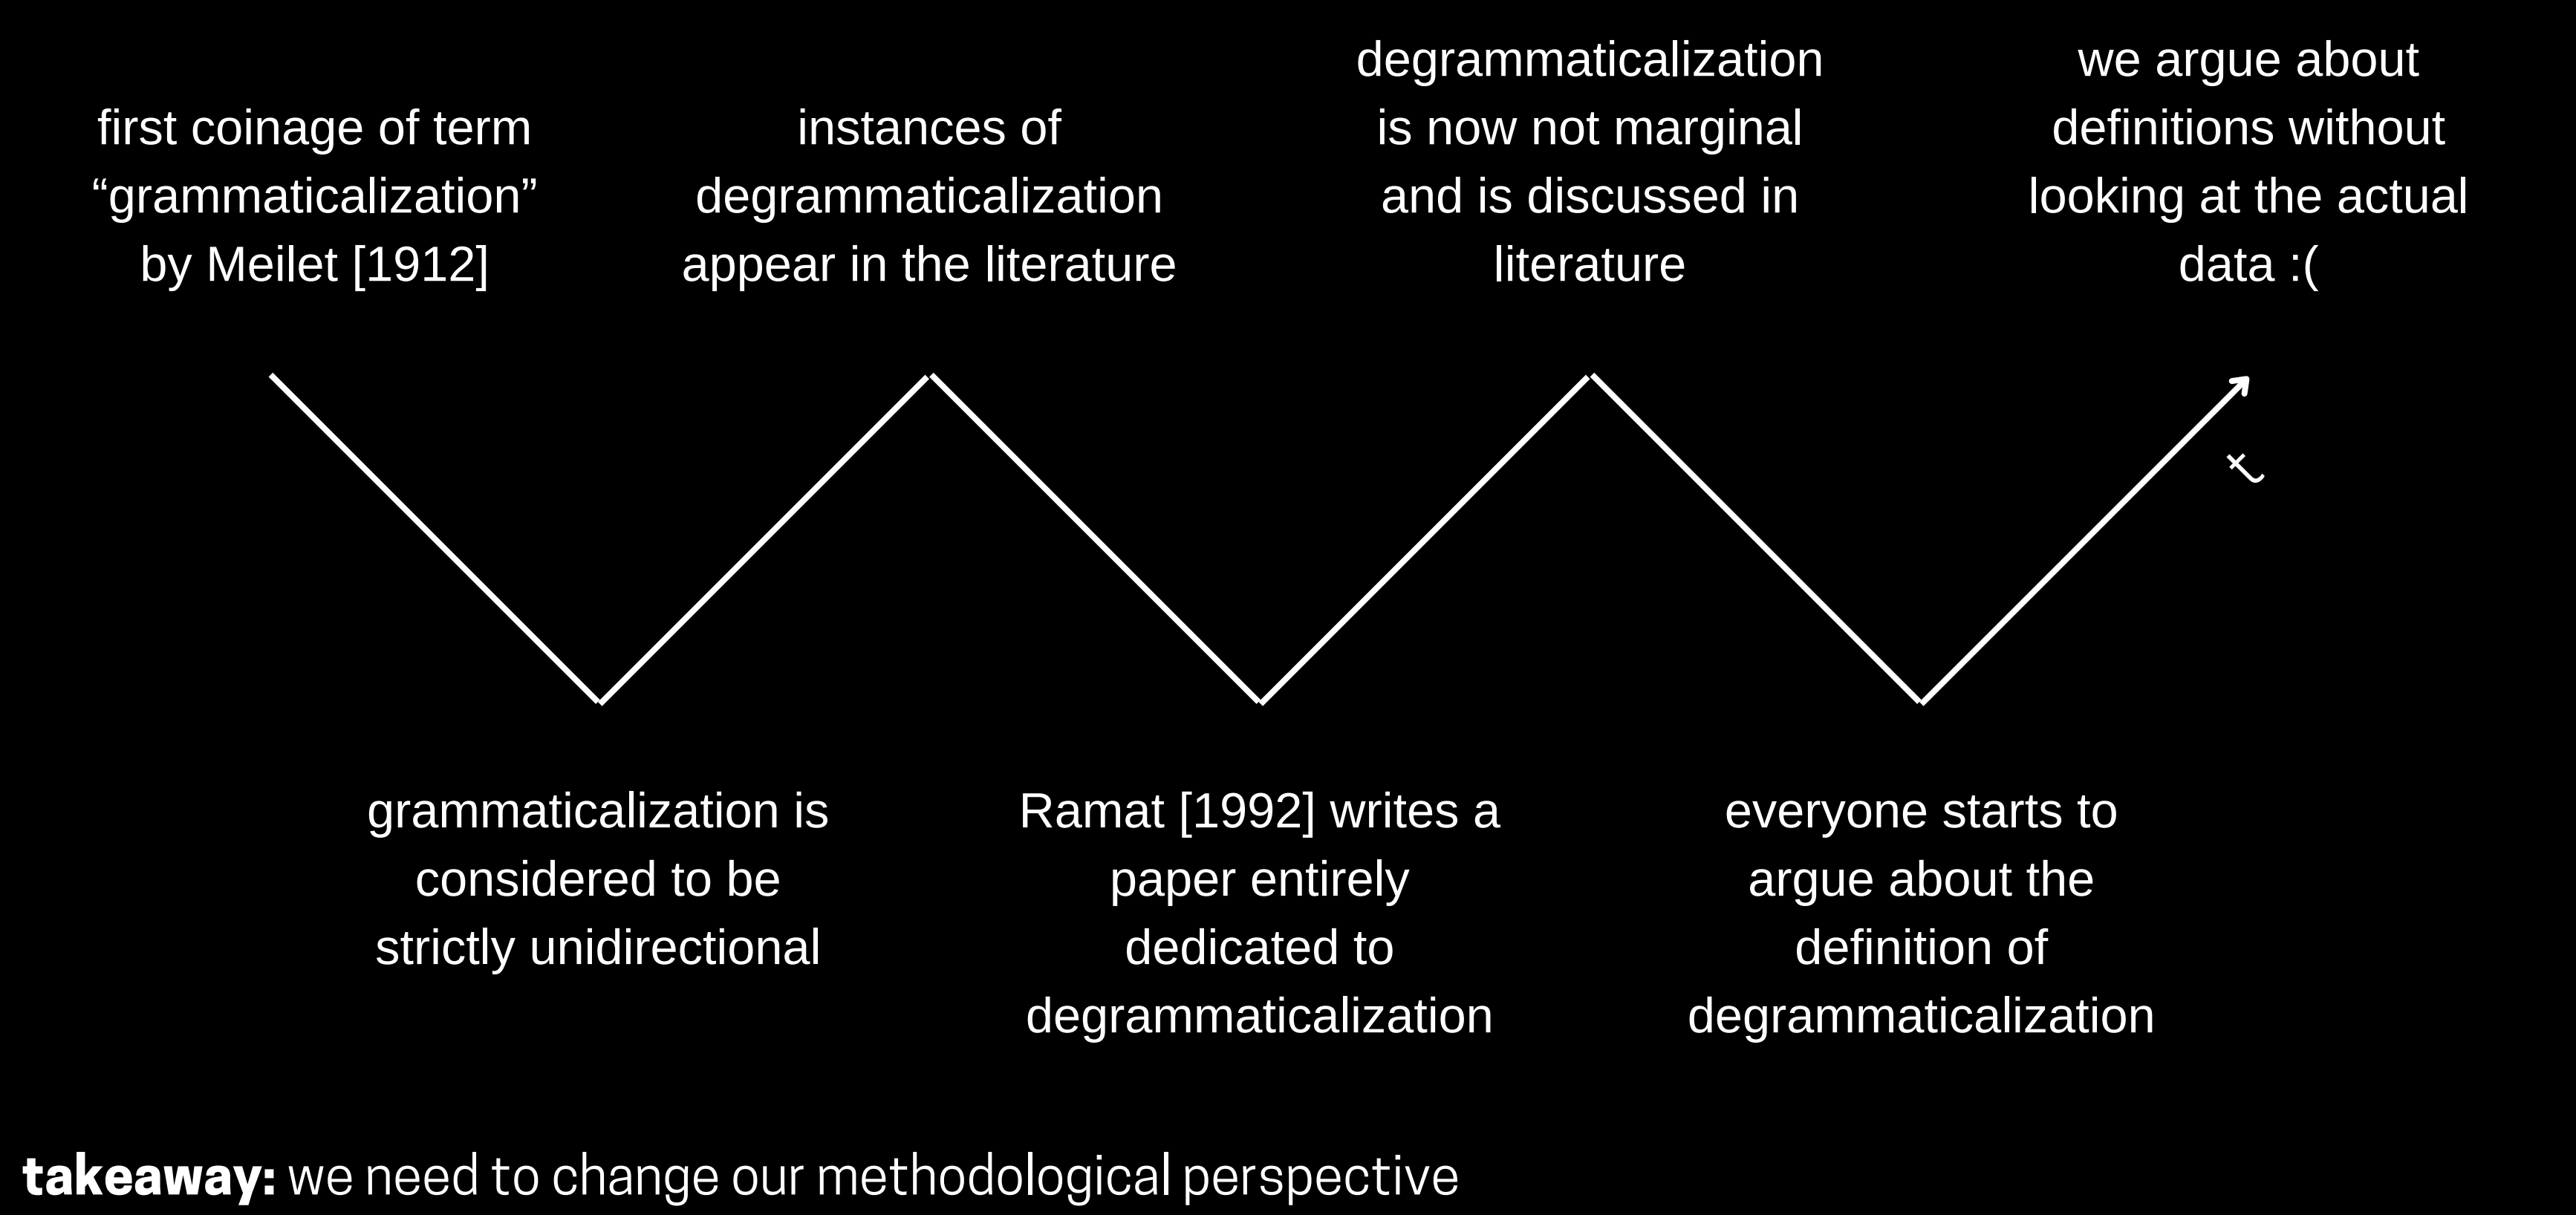 first coinage of term
“grammaticalization”
by Meilet [1912]
grammaticalization is
considered to be
strictly unidirectional
instances of
degrammaticalization
appear in the literature
Ramat [1992] writes a
paper entirely
dedicated to
degrammaticalization
degrammaticalization
is now not marginal
and is discussed in
literature
everyone starts to
argue about the
definition of
degrammaticalization
we argue about
definitions without
looking at the actual
data :(
t
takeaway: we need to change our methodological perspective